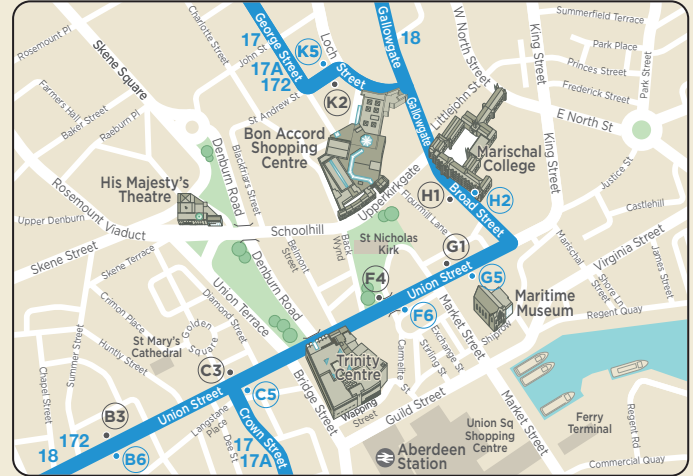 Rosemount Pl
Skene Square
Charlotte Street
John St
17
George Street
17A
172
K5
Loch
Street
Gallowgate
18
W North Street
King Street
Summerfield Terrace
Park Place
Princes Street
Frederick Street
Park Street
E North St
Farmers Hall
Baker Street
Raeburn Pl
St Andrew St
K2
Gallowgate
Littlejohn St
King Street
Bon Accord
Shopping
Centre
Marischal
College
Denburn Road
Blackfriars Street
His Majesty's
Theatre
Rosemount Viaduct
Upper Denburn
Skene Street
Schoolhill
Upperkirkgate
Flourmill Lane
H1
Broad Street
H2
Justice St
Castlehill
Skene Terrace
Belmont
Street
Back
Wynd
St Nicholas
Kirk
G1
Marischal
Street
Virginia Street
Shore Ln
James Street
Regent Quay
Denburn Road
Union Terrace
Diamond Street
Golden
Square
Crimon Place
Huntly Street
Summer Street
Chapel Street
St Mary's
Cathedral
F4
Union Street
G5
F6
Market Street
Maritime
Museum
Shiplow
Exchange St
Stirling St
Carmelite St
Trinity
Centre
Bridge Street
Wapping
Street
Guild Street
Market Street
C3
C5
Union Street
Langstane
Place
Dee St
Crown Street
17
17A
B3
B6
172
18
Aberdeen
Station
Union Sq
Shopping
Centre
Ferry
Terminal
Regent Rd
Commercial Quay